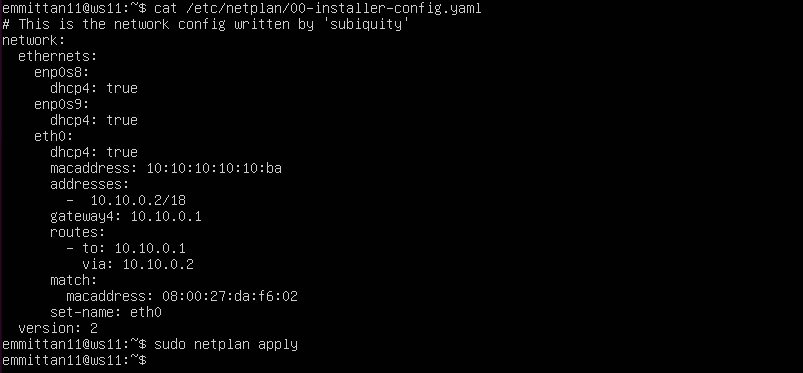 emmittan11@ws11:~$ cat /etc/netplan/00-installer-config.yaml
# This is the network config written by 'subiquity'
network:
  ethernets:
    enp0s8:
      dhcp4: true
    enp0s9:
      dhcp4: true
    eth0:
      dhcp4: true
      macaddress: 10:10:10:10:10:ba
      addresses:
        -  10.10.0.2/18
      gateway4: 10.10.0.1
      routes:
        - to: 10.10.0.1
          via: 10.10.0.2
      match:
        macaddress: 08:00:27:da:f6:02
      set-name: eth0
  version: 2
emmittan11@ws11:~$ sudo netplan apply
emmittan11@ws11:~$